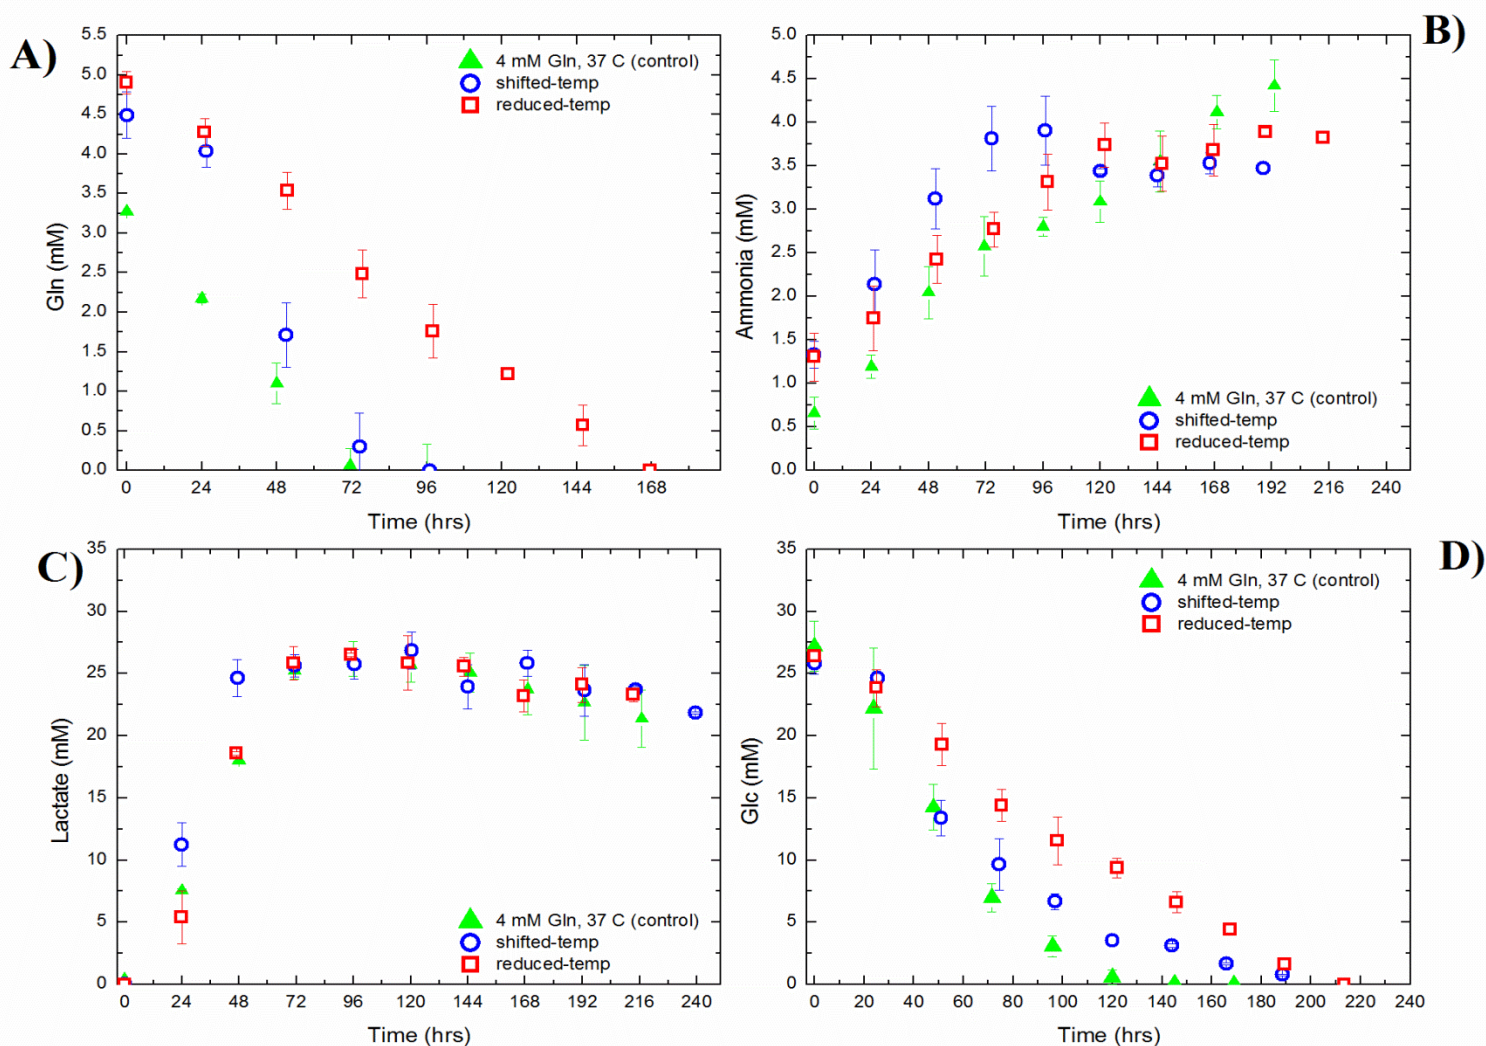 A)
5.5
5.0
4.5
4.0
3.5
3.0
2.5
2.0
1.5
1.0
0.5
0.0
Gln (mM)
4 mM Gln, 37 C (control)
shifted-temp
reduced-temp
0 24 48 72 96 120 144 168
Time (hrs)
B)
5.0
4.5
4.0
3.5
3.0
2.5
2.0
1.5
1.0
0.5
0.0
Ammonia (mM)
4 mM Gln, 37 C (control)
shifted-temp
reduced-temp
0 24 48 72 96 120 144 168 192 216 240
Time (hrs)
C)
35
30
25
20
15
10
5
0
Lactate (mM)
4 mM Gln, 37 C (control)
shifted-temp
reduced-temp
0 24 48 72 96 120 144 168 192 216 240
Time (hrs)
D)
35
30
25
20
15
10
5
0
Glc (mM)
4 mM Gln, 37 C (control)
shifted-temp
reduced-temp
0 20 40 60 80 100 120 140 160 180 200 220 240
Time (hrs)